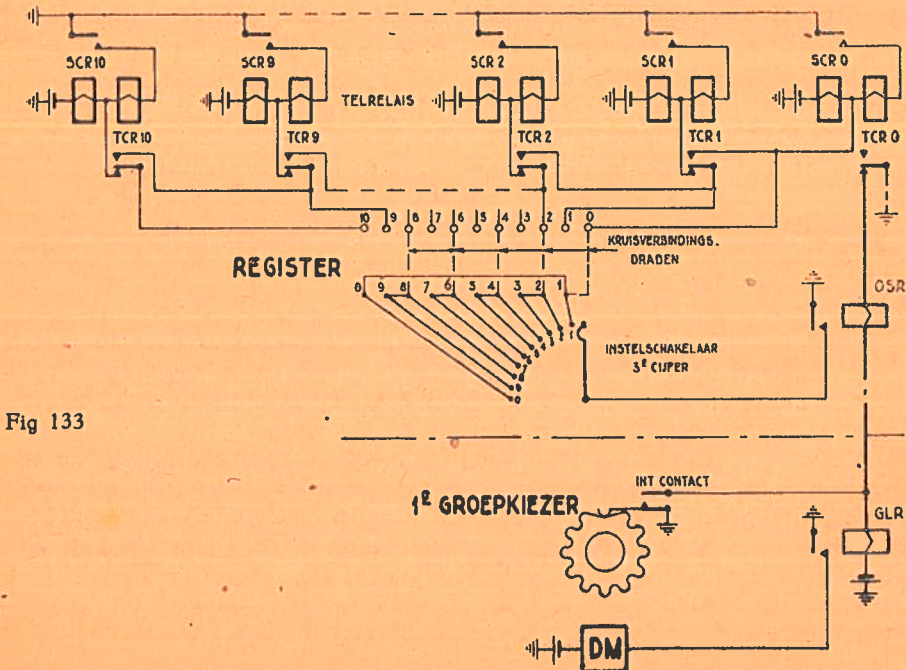 SCR10 SCR9 SCR2 SCR1 SCR0
TELRELAIS
TCR10 TCR9 TCR2 TCR1 TCR0
10 9 8 7 6 5 4 3 2 1 0
KRUISVERBINDINGS-
DRADEN
REGISTER
0 9 8 7 6 5 4 3 2 1
OSR
INSTELSCHAKELAAR
3E CIJFER
Fig 133
INT CONTACT
1E GROEPKIEZER
GLR
DM